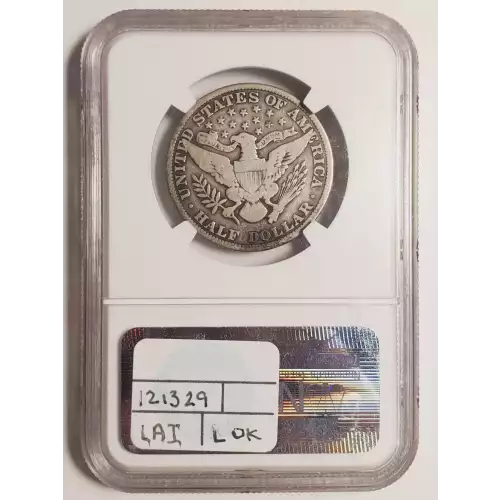 UNITED STATES OF AMERICA
HALF DOLLAR
121329
LAI LOK